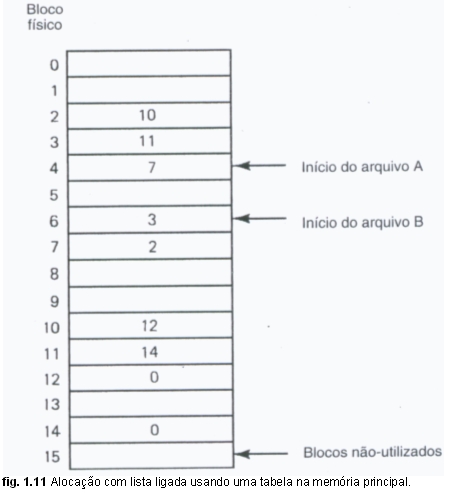 Bloco
físico
0
1
2 10
3 11
4 7 Início do arquivo A
5
6 3 Início do arquivo B
7 2
8
9
10 12
11 14
12 0
13
14 0
15 Blocos não-utilizados
fig. 1.11 Alocação com lista ligada usando uma tabela na memória principal.